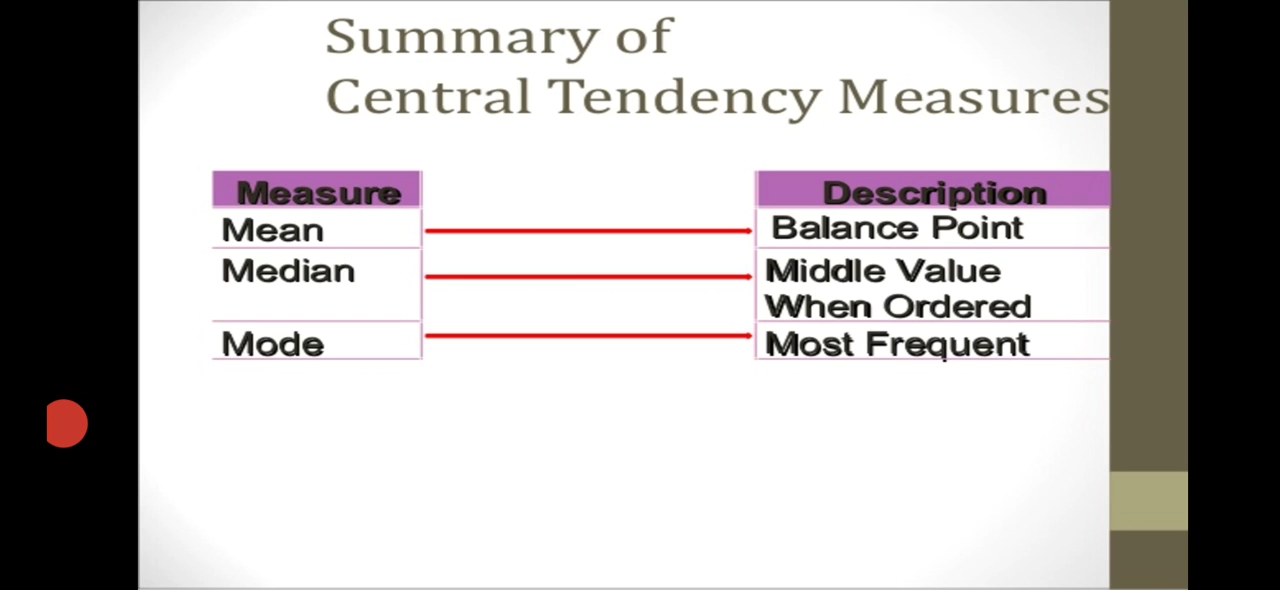 Summary of
Central Tendency Measures
Measure Description
Mean Balance Point
Median Middle Value
When Ordered
Mode Most Frequent